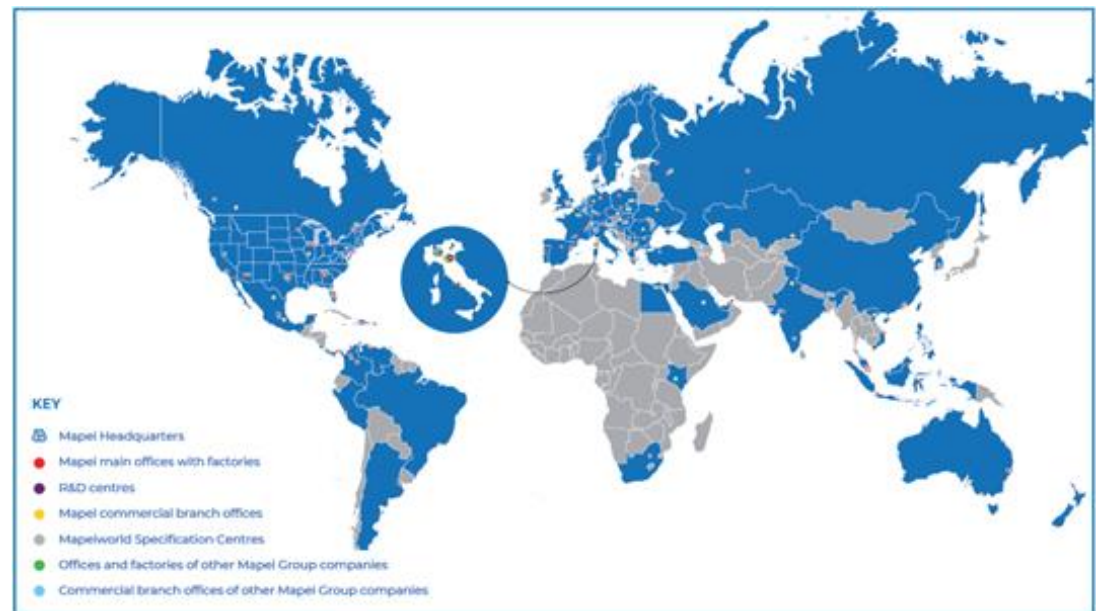 KEY
Mapei Headquarters
Mapei main offices with factories
R&D centres
Mapei commercial branch offices
Mapeiworld Specification Centres
Offices and factories of other Mapei Group companies
Commercial branch offices of other Mapei Group companies